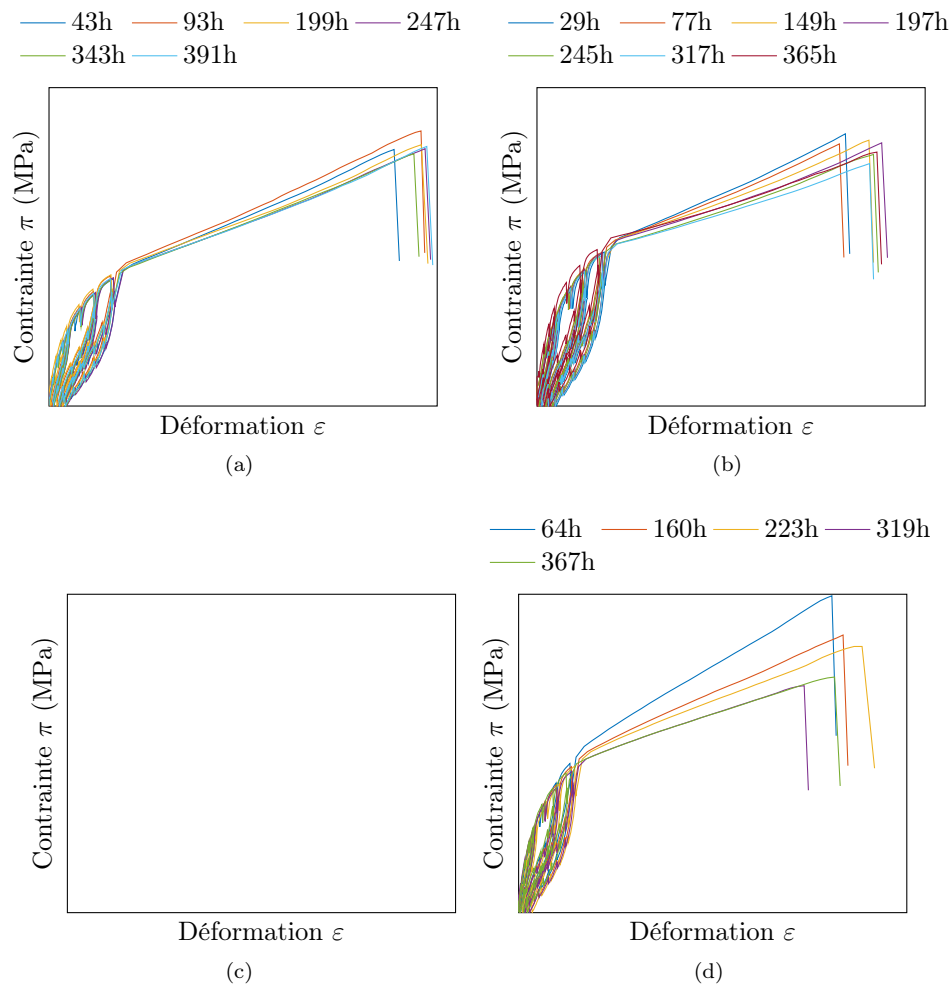 43h 93h 199h 247h
343h 391h
Contrainte π (MPa)
Déformation ε
(a)
29h 77h 149h 197h
245h 317h 365h
Contrainte π (MPa)
Déformation ε
(b)
Contrainte π (MPa)
Déformation ε
(c)
64h 160h 223h 319h
367h
Contrainte π (MPa)
Déformation ε
(d)